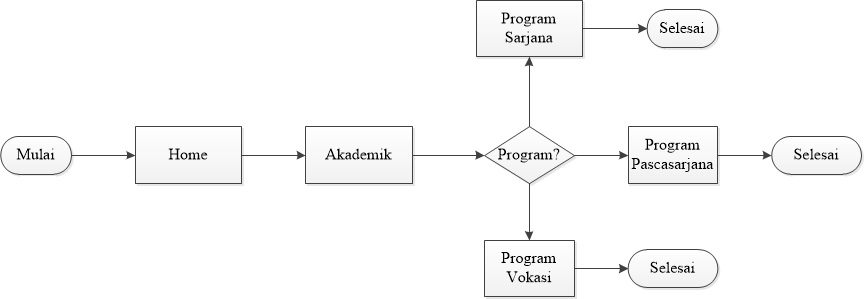 Mulai
Home
Akademik
Program?
Program
Sarjana
Selesai
Program
Pascasarjana
Selesai
Program
Vokasi
Selesai